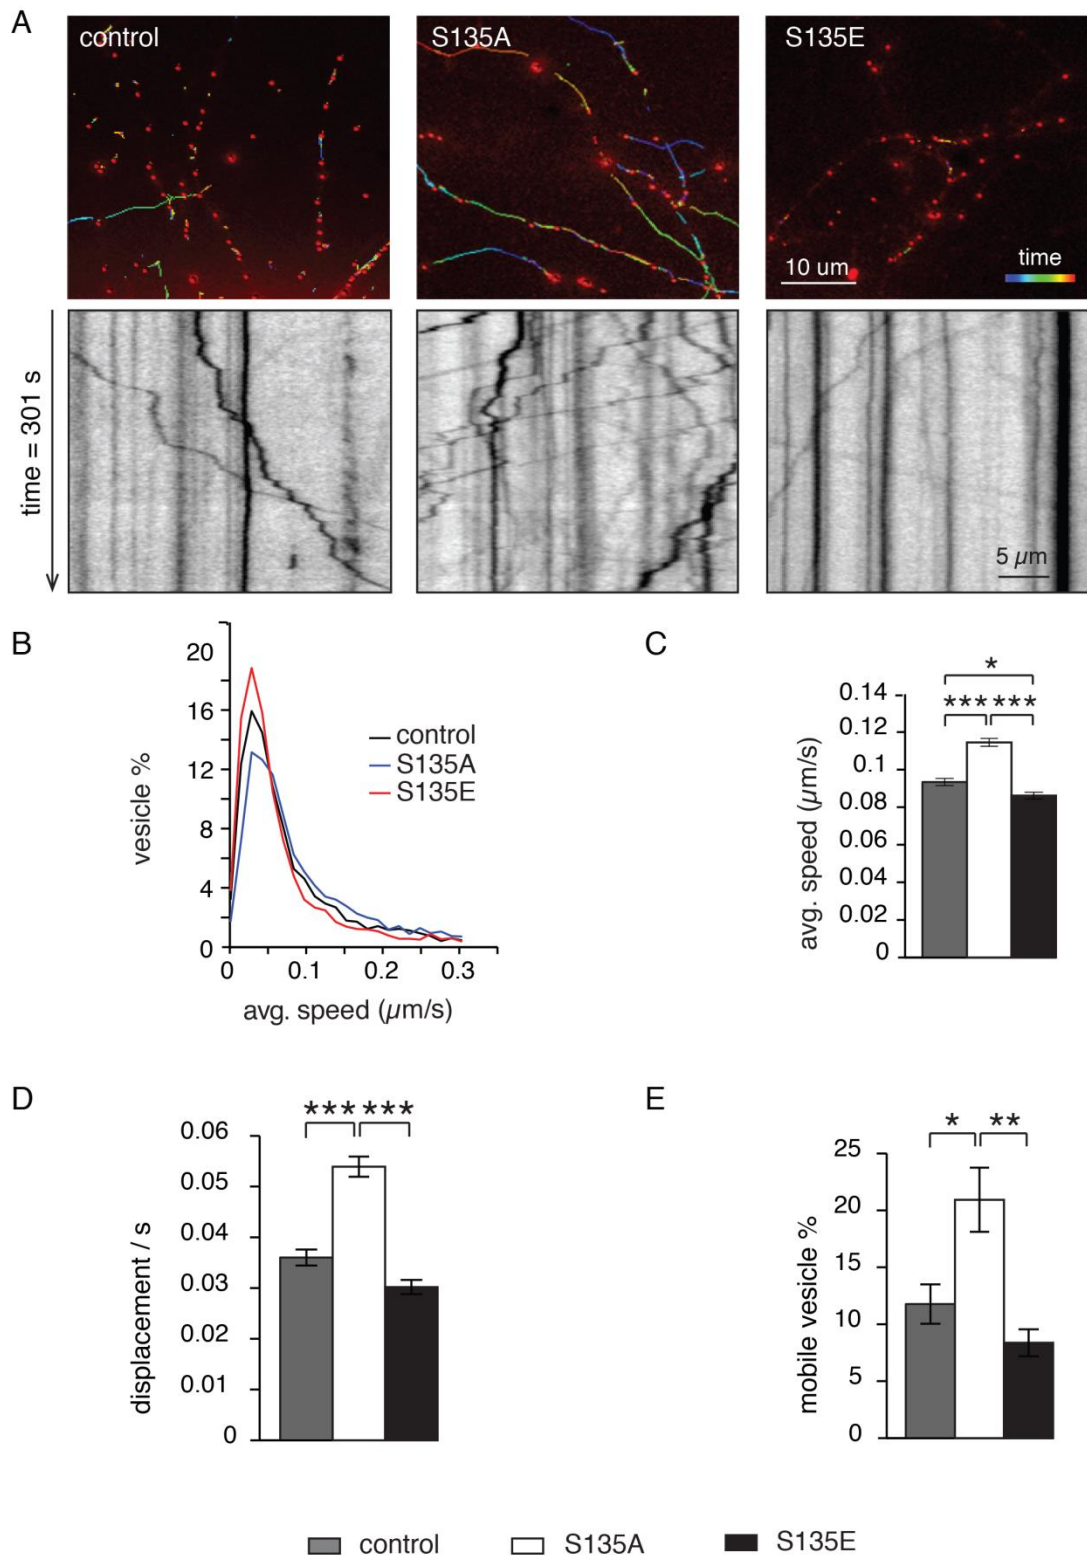 A
control
S135A
S135E
10 um
time
time = 301 s
5 µm
B
20
16
12
8
4
0
vesicle %
control
S135A
S135E
0 0.1 0.2 0.3
avg. speed (µm/s)
C
*
*** ***
0.14
0.12
0.1
0.08
0.06
0.04
0.02
0
avg. speed (µm/s)
D
*** ***
0.06
0.05
0.04
0.03
0.02
0.01
0
displacement / s
E
* **
25
20
15
10
5
0
mobile vesicle %
control S135A S135E